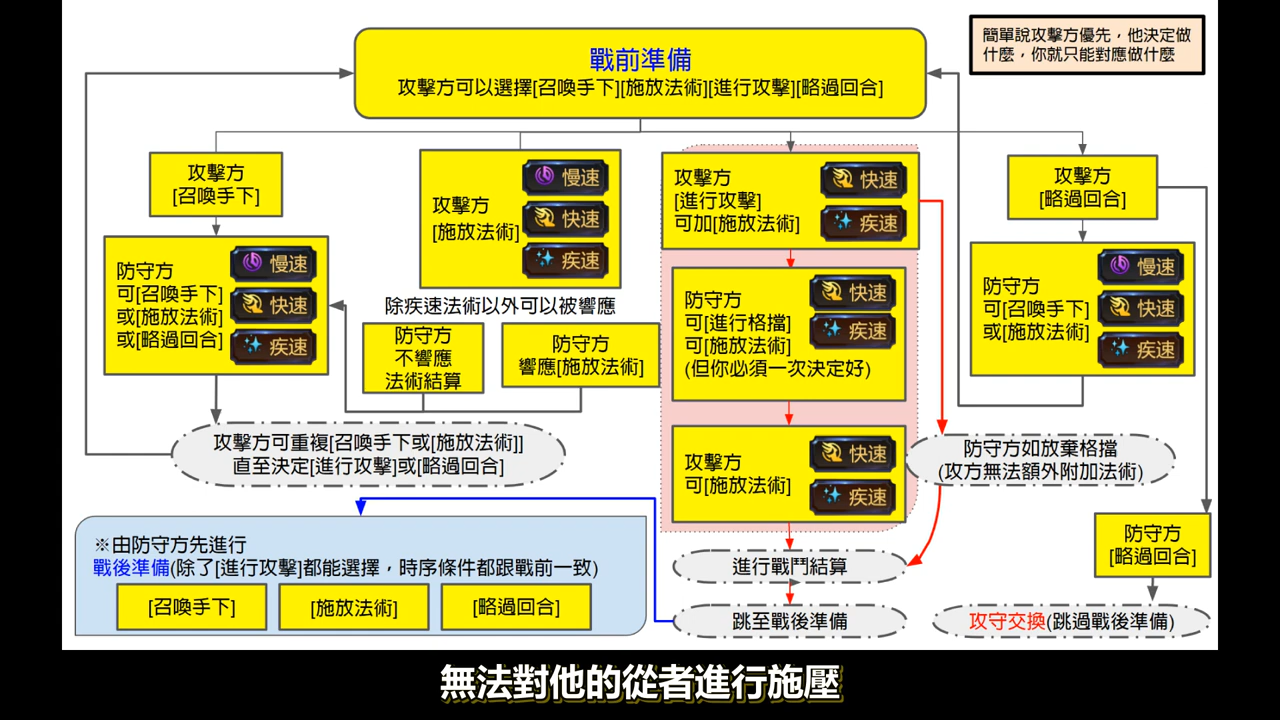 簡單說攻擊方優先，他決定做
什麼，你就只能對應做什麼
戰前準備
攻擊方可以選擇[召喚手下][施放法術][進行攻擊][略過回合]
攻擊方
[召喚手下]
防守方
可[召喚手下]
或[施放法術]
或[略過回合]
慢速
快速
疾速
攻擊方
[施放法術]
慢速
快速
疾速
除疾速法術以外可以被響應
防守方
不響應
法術結算
防守方
響應[施放法術]
攻擊方可重複[召喚手下或[施放法術]]
直至決定[進行攻擊]或[略過回合]
攻擊方
[進行攻擊]
可加[施放法術]
快速
疾速
防守方
可[進行格擋]
可[施放法術]
(但你必須一次決定好)
快速
疾速
攻擊方
可[施放法術]
快速
疾速
進行戰鬥結算
跳至戰後準備
攻擊方
[略過回合]
防守方
可[召喚手下]
或[施放法術]
慢速
快速
疾速
防守方如放棄格擋
(攻方無法額外附加法術)
防守方
[略過回合]
攻守交換(跳過戰後準備)
※由防守方先進行
戰後準備(除了[進行攻擊]都能選擇，時序條件都跟戰前一致)
[召喚手下]
[施放法術]
[略過回合]
無法對他的從者進行施壓